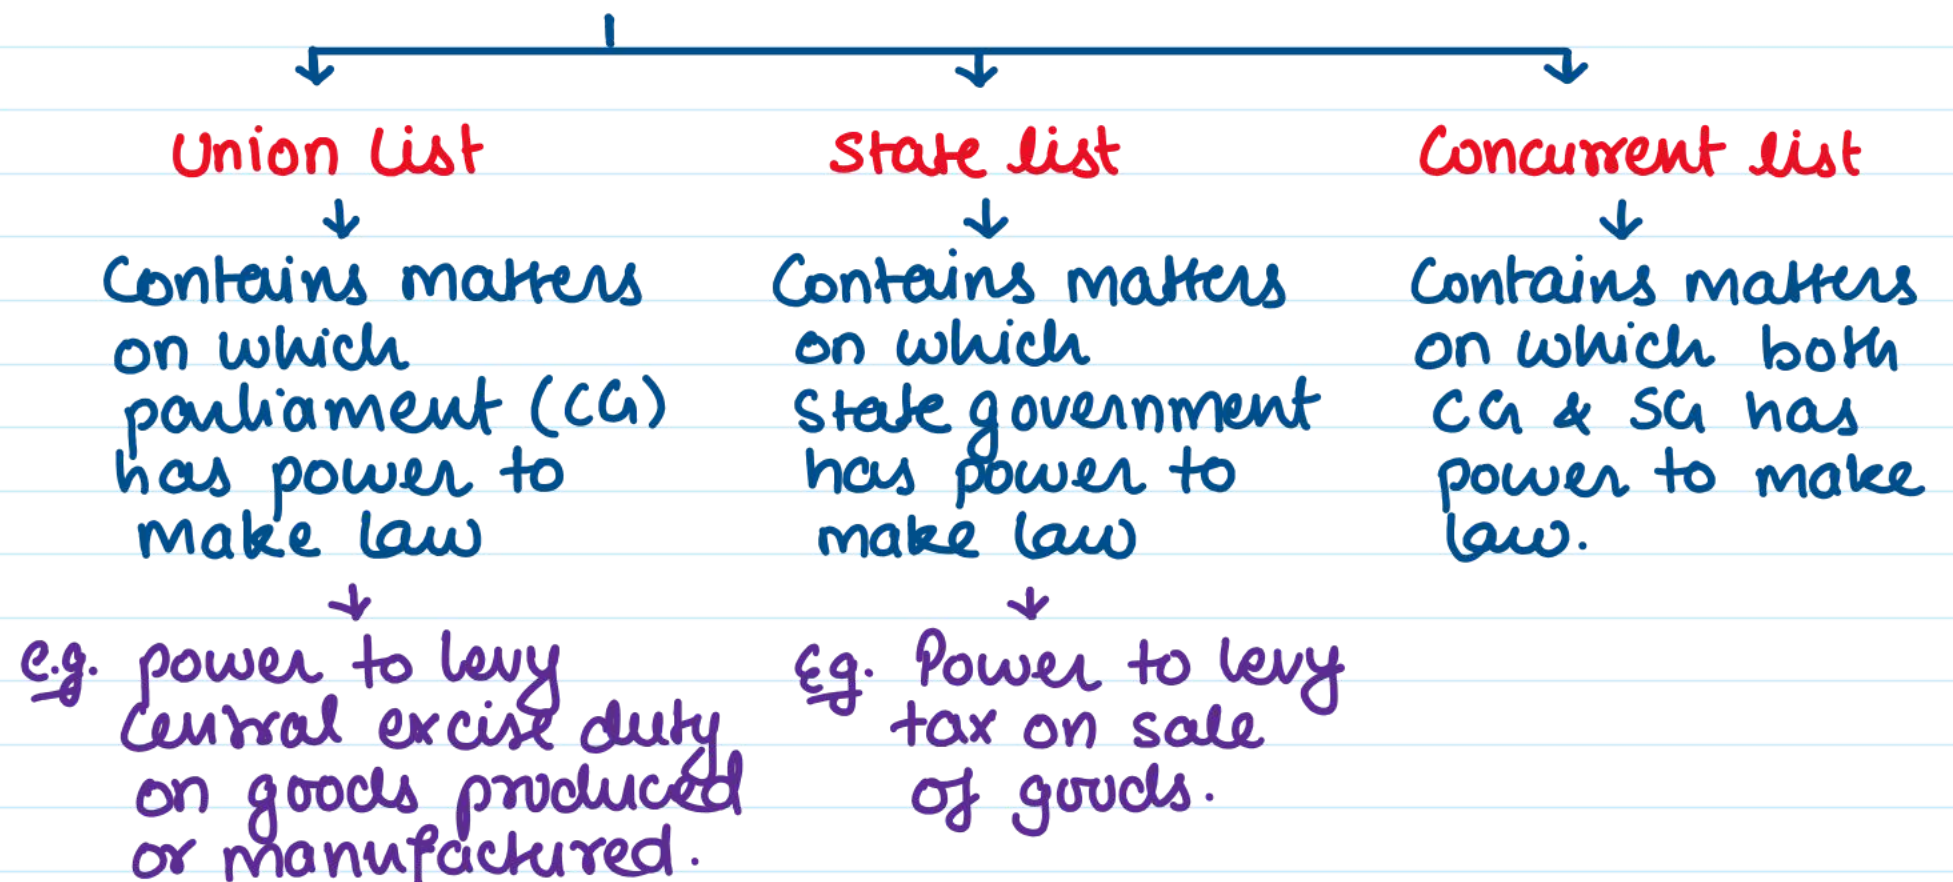 Union List
Contains matters
on which
parliament (CG)
has power to
make law
e.g. power to levy
central excise duty
on goods produced
or manufactured.
State list
Contains matters
on which
State government
has power to
make law
Eg. Power to levy
tax on sale
of goods.
Concurrent list
Contains matters
on which both
CG & SG has
power to make
law.